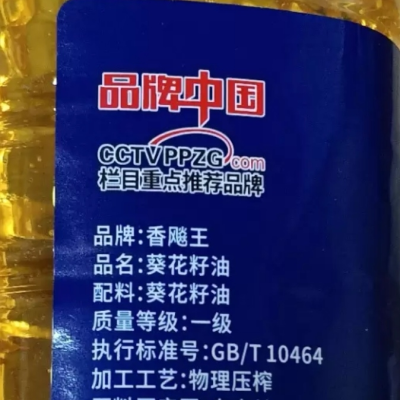 品牌中国
CCTVPPZG.com
栏目重点推荐品牌
品牌:香飚王
品名:葵花籽油
配料:葵花籽油
质量等级:一级
执行标准号:GB/T 10464
加工工艺:物理压榨